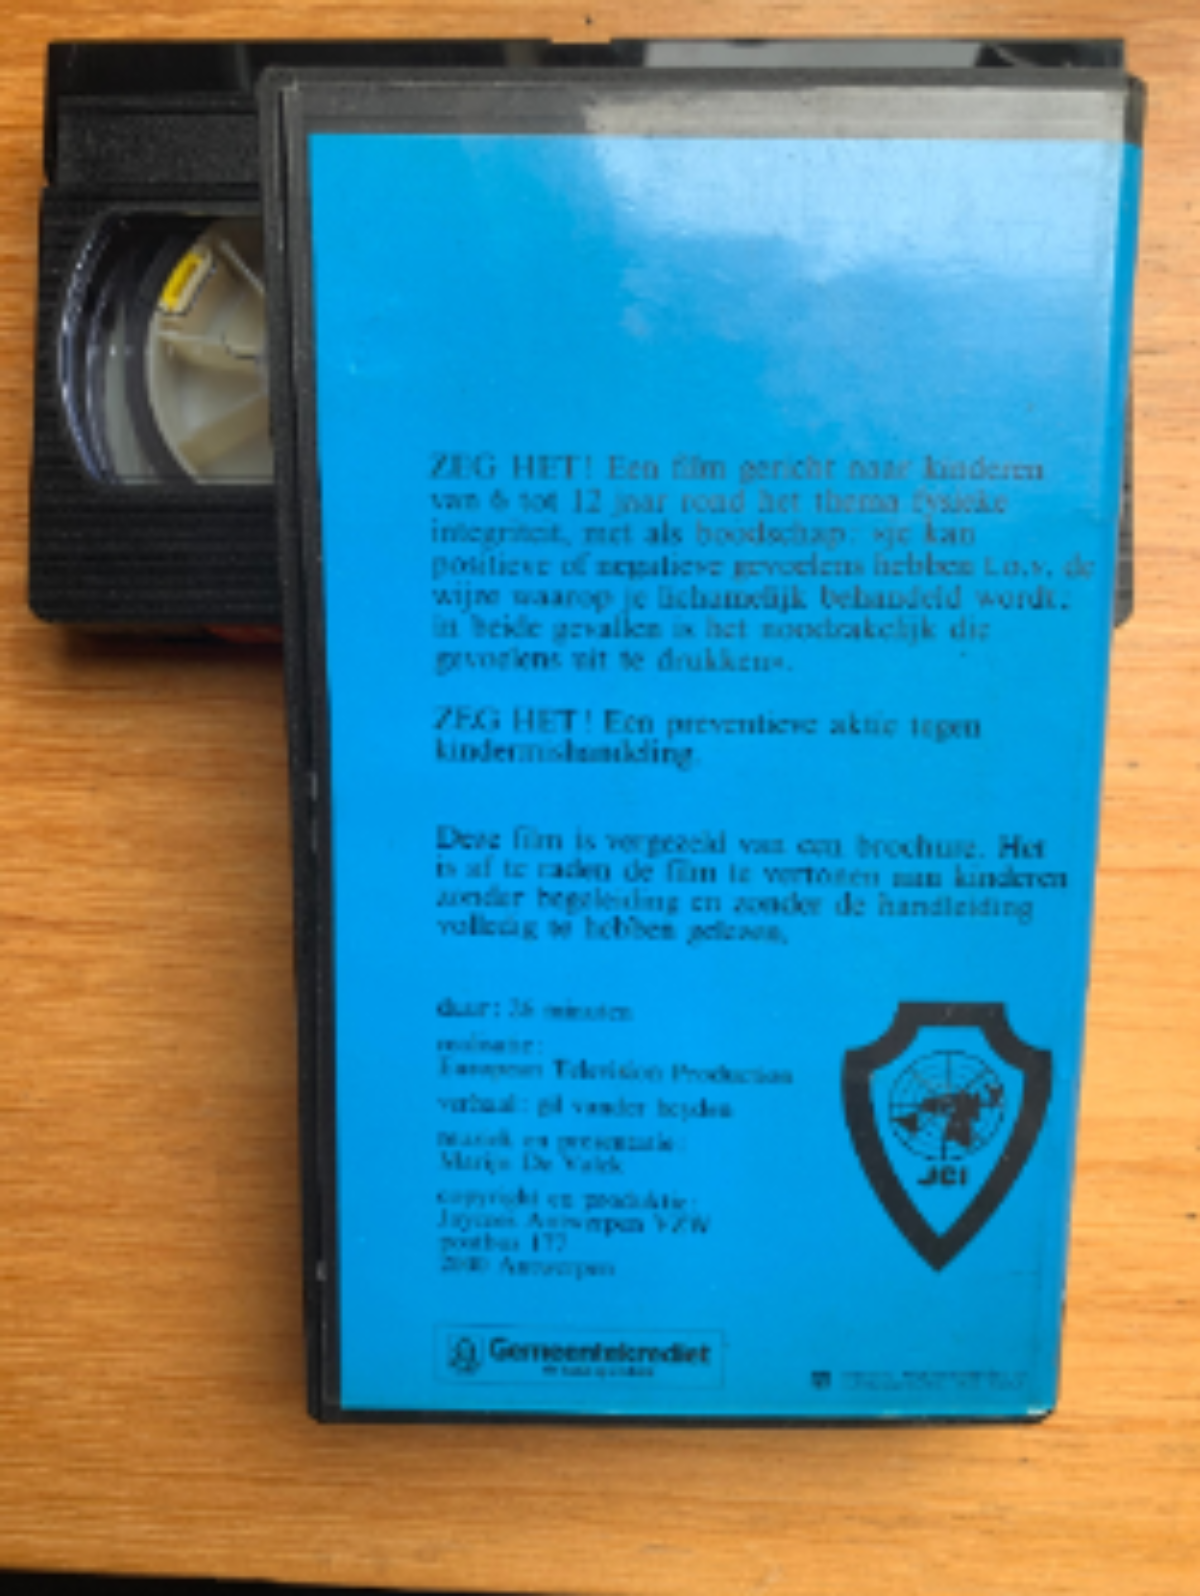 ZEG HET! Een film gericht naar kinderen
van 6 tot 12 jaar rond het thema fysieke
integriteit, met als boodschap: »je kan
positieve of negatieve gevoelens hebben t.o.v. de
wijze waarop je lichamelijk behandeld wordt;
in beide gevallen is het noodzakelijk die
gevoelens uit te drukken«.
ZEG HET! Een preventieve aktie tegen
kindermishandeling.
Deze film is vergezeld van een brochure. Het
is af te raden de film te vertonen aan kinderen
zonder begeleiding en zonder de handleiding
volledig te hebben gelezen.
duur: 26 minuten
realisatie:
European Television Production
verhaal: gil vander heyden
muziek en presentatie:
Marijn De Valck
copyright en produktie:
Jaycees Antwerpen VZW
postbus 177
2000 Antwerpen
JCI
Gemeentekrediet